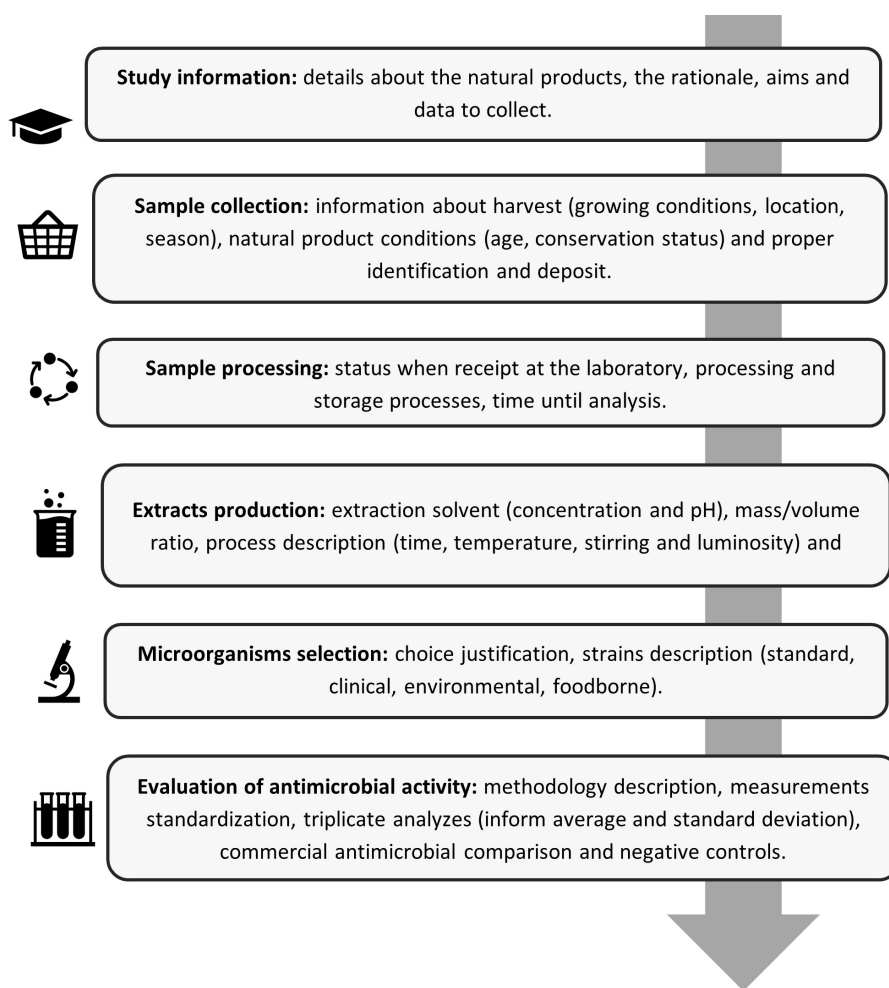 Study information: details about the natural products, the rationale, aims and
data to collect.
Sample collection: information about harvest (growing conditions, location,
season), natural product conditions (age, conservation status) and proper
identification and deposit.
Sample processing: status when receipt at the laboratory, processing and
storage processes, time until analysis.
Extracts production: extraction solvent (concentration and pH), mass/volume
ratio, process description (time, temperature, stirring and luminosity) and
Microorganisms selection: choice justification, strains description (standard,
clinical, environmental, foodborne).
Evaluation of antimicrobial activity: methodology description, measurements
standardization, triplicate analyzes (inform average and standard deviation),
commercial antimicrobial comparison and negative controls.